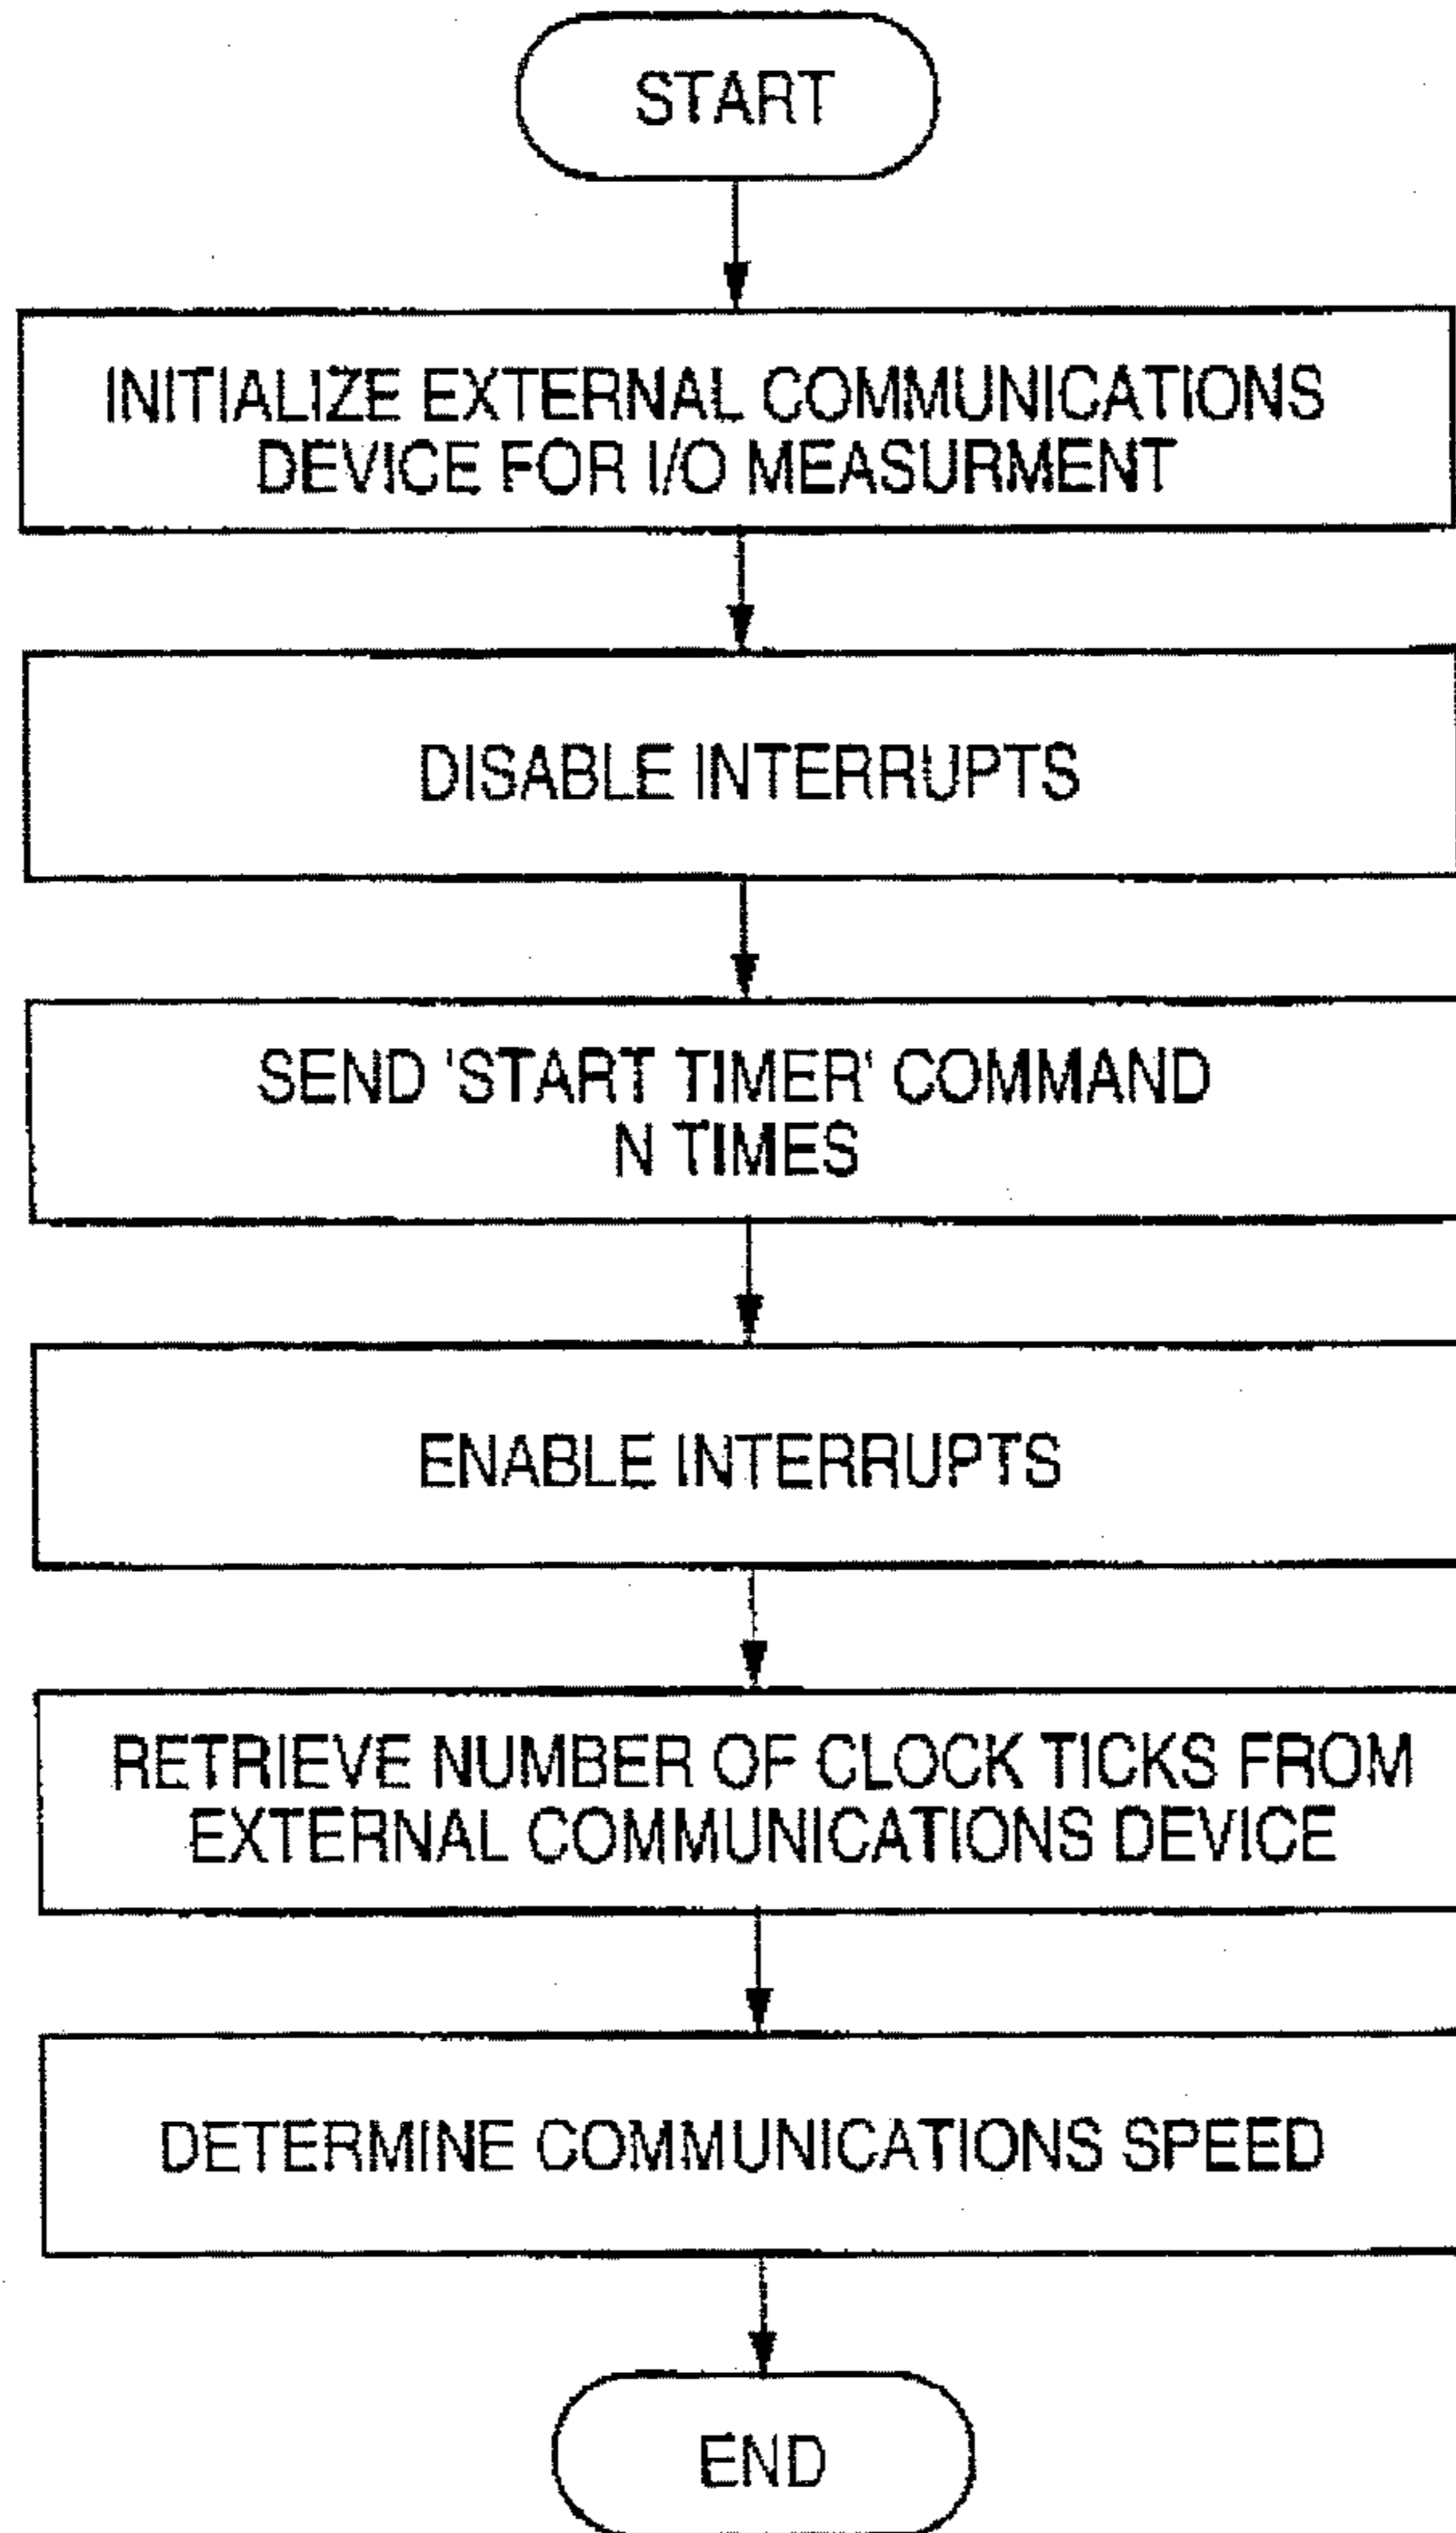 START
INITIALIZE EXTERNAL COMMUNICATIONS
DEVICE FOR I/O MEASURMENT
DISABLE INTERRUPTS
SEND 'START TIMER' COMMAND
N TIMES
ENABLE INTERRUPTS
RETRIEVE NUMBER OF CLOCK TICKS FROM
EXTERNAL COMMUNICATIONS DEVICE
DETERMINE COMMUNICATIONS SPEED
END